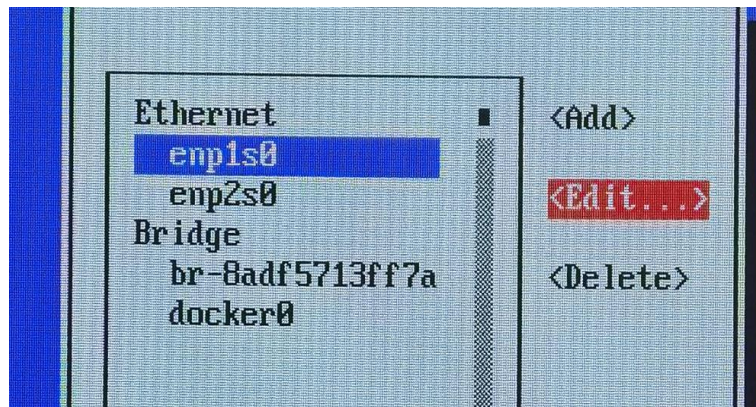 Ethernet
enp1s0
enp2s0
Bridge
br-8adf5713ff7a
docker0
<Add>
<Edit...>
<Delete>